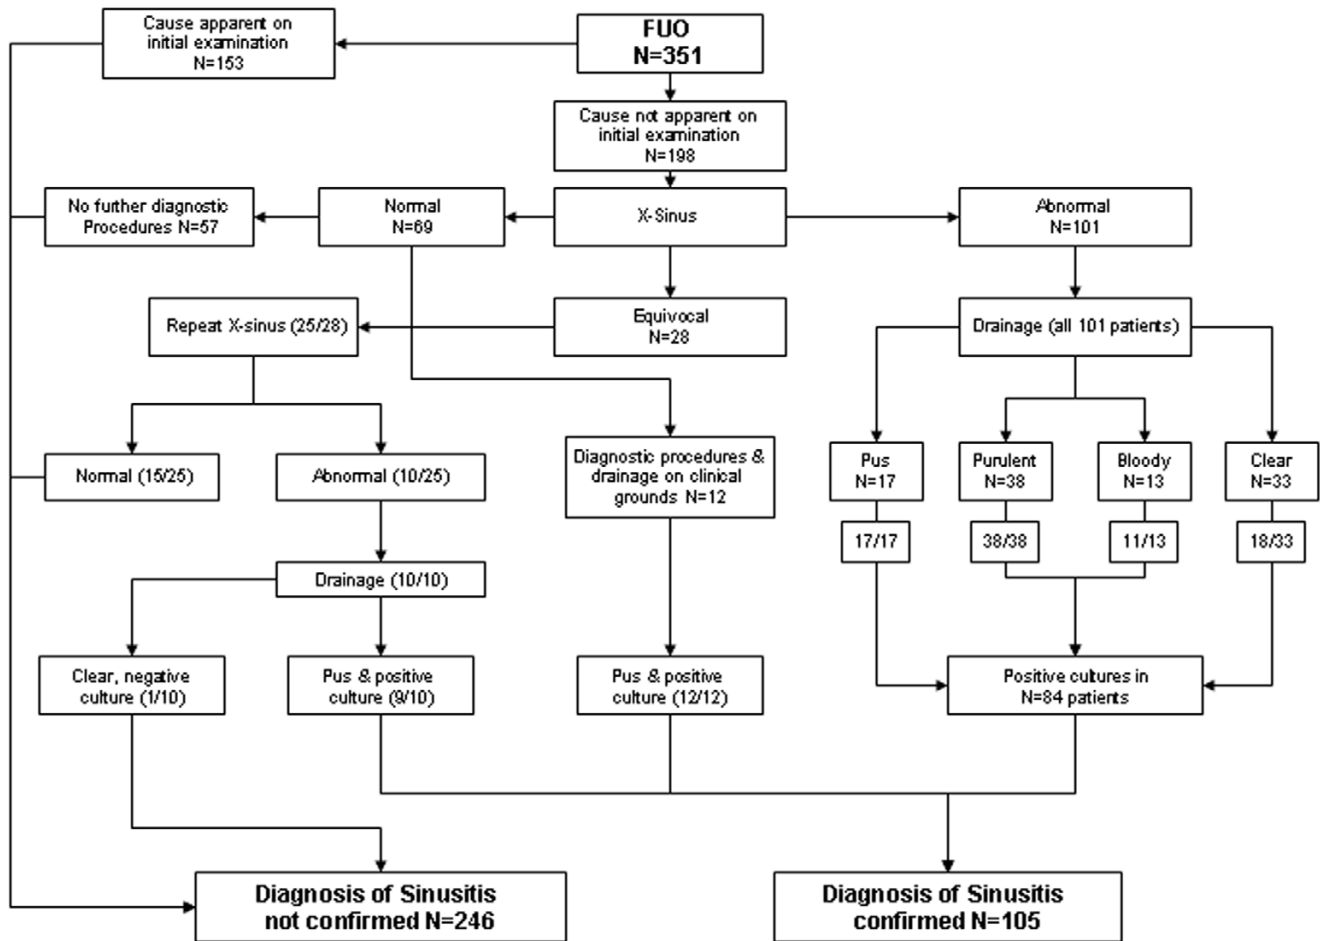 Cause apparent on
initial examination
N=153
FUO
N=351
Cause not apparent on
initial examination
N=198
No further diagnostic
Procedures N=57
Normal
N=69
X-Sinus
Abnormal
N=101
Repeat X-sinus (25/28)
Equivocal
N=28
Drainage (all 101 patients)
Normal (15/25)
Abnormal (10/25)
Diagnostic procedures &
drainage on clinical
grounds N=12
Pus
N=17
Purulent
N=38
Bloody
N=13
Clear
N=33
17/17
38/38
11/13
18/33
Drainage (10/10)
Clear, negative
culture (1/10)
Pus & positive
culture (9/10)
Pus & positive
culture (12/12)
Positive cultures in
N=84 patients
Diagnosis of Sinusitis
not confirmed N=246
Diagnosis of Sinusitis
confirmed N=105